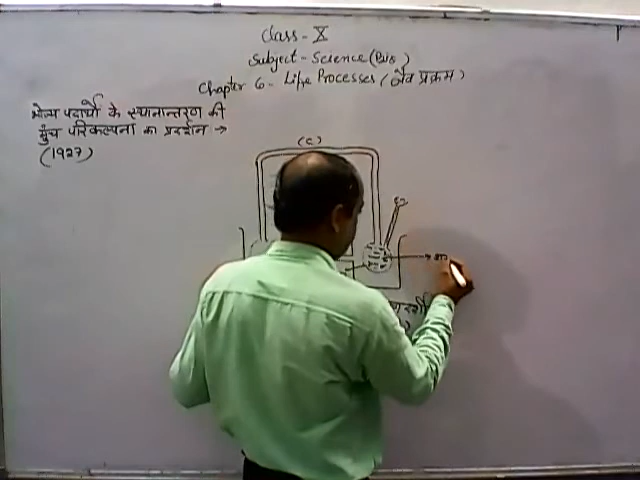 Class - X
Subject - Science (Bio)
Chapter 6 - Life Processes (जैव प्रक्रम)
भोज्य पदार्थों के स्थानान्तरण की
मुंच परिकल्पना का प्रदर्शन →
(1927)
(C)